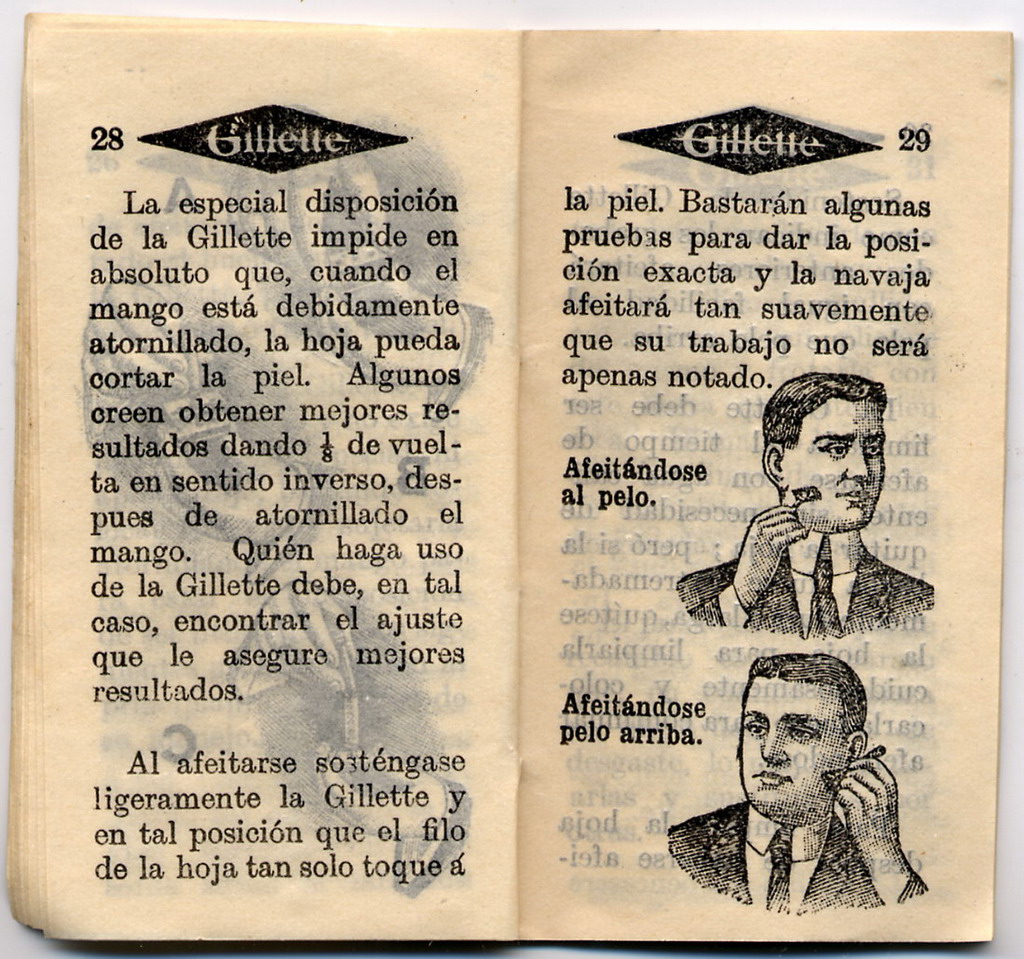 28 Gillette
La especial disposición
de la Gillette impide en
absoluto que, cuando el
mango está debidamente
atornillado, la hoja pueda
cortar la piel. Algunos
creen obtener mejores re-
sultados dando ⅛ de vuel-
ta en sentido inverso, des-
pues de atornillado el
mango. Quién haga uso
de la Gillette debe, en tal
caso, encontrar el ajuste
que le asegure mejores
resultados.
Al afeitarse sosténgase
ligeramente la Gillette y
en tal posición que el filo
de la hoja tan solo toque á
Gillette 29
la piel. Bastarán algunas
pruebas para dar la posi-
ción exacta y la navaja
afeitará tan suavemente
que su trabajo no será
apenas notado.
Afeitándose
al pelo.
Afeitándose
pelo arriba.